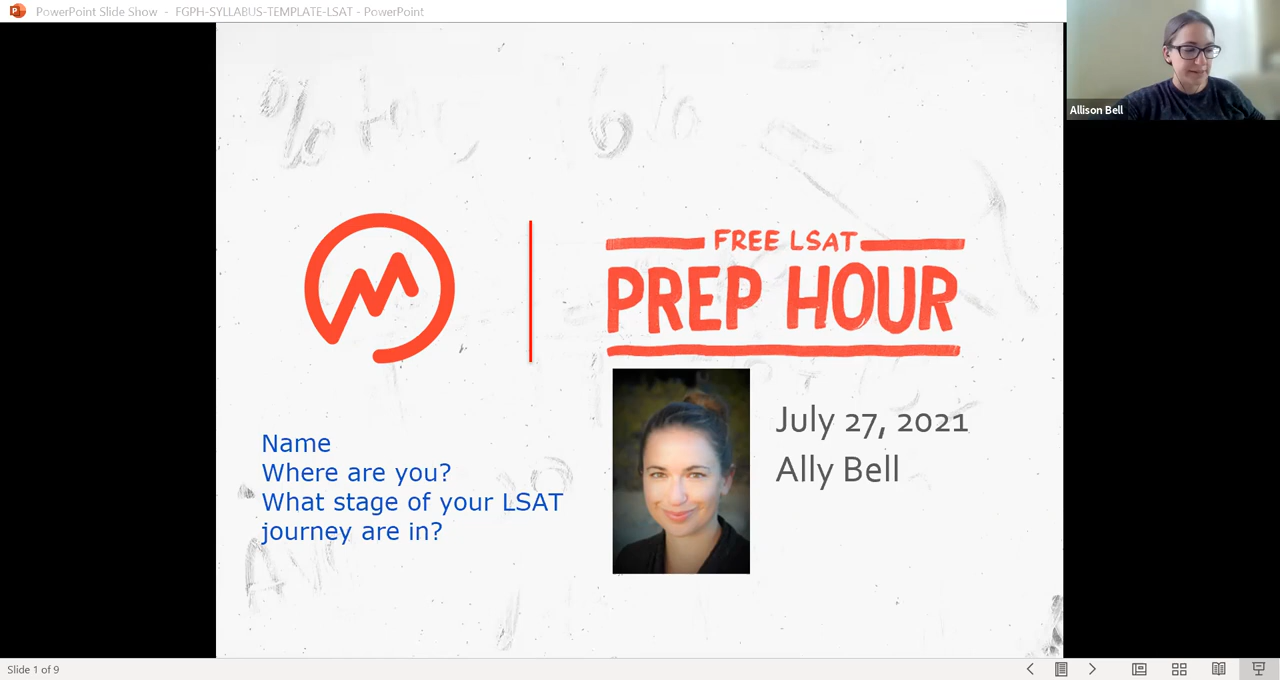 PowerPoint Slide Show - FGPH-SYLLABUS-TEMPLATE-LSAT - PowerPoint
Allison Bell
FREE LSAT
PREP HOUR
July 27, 2021
Ally Bell
Name
Where are you?
What stage of your LSAT
journey are in?
Slide 1 of 9